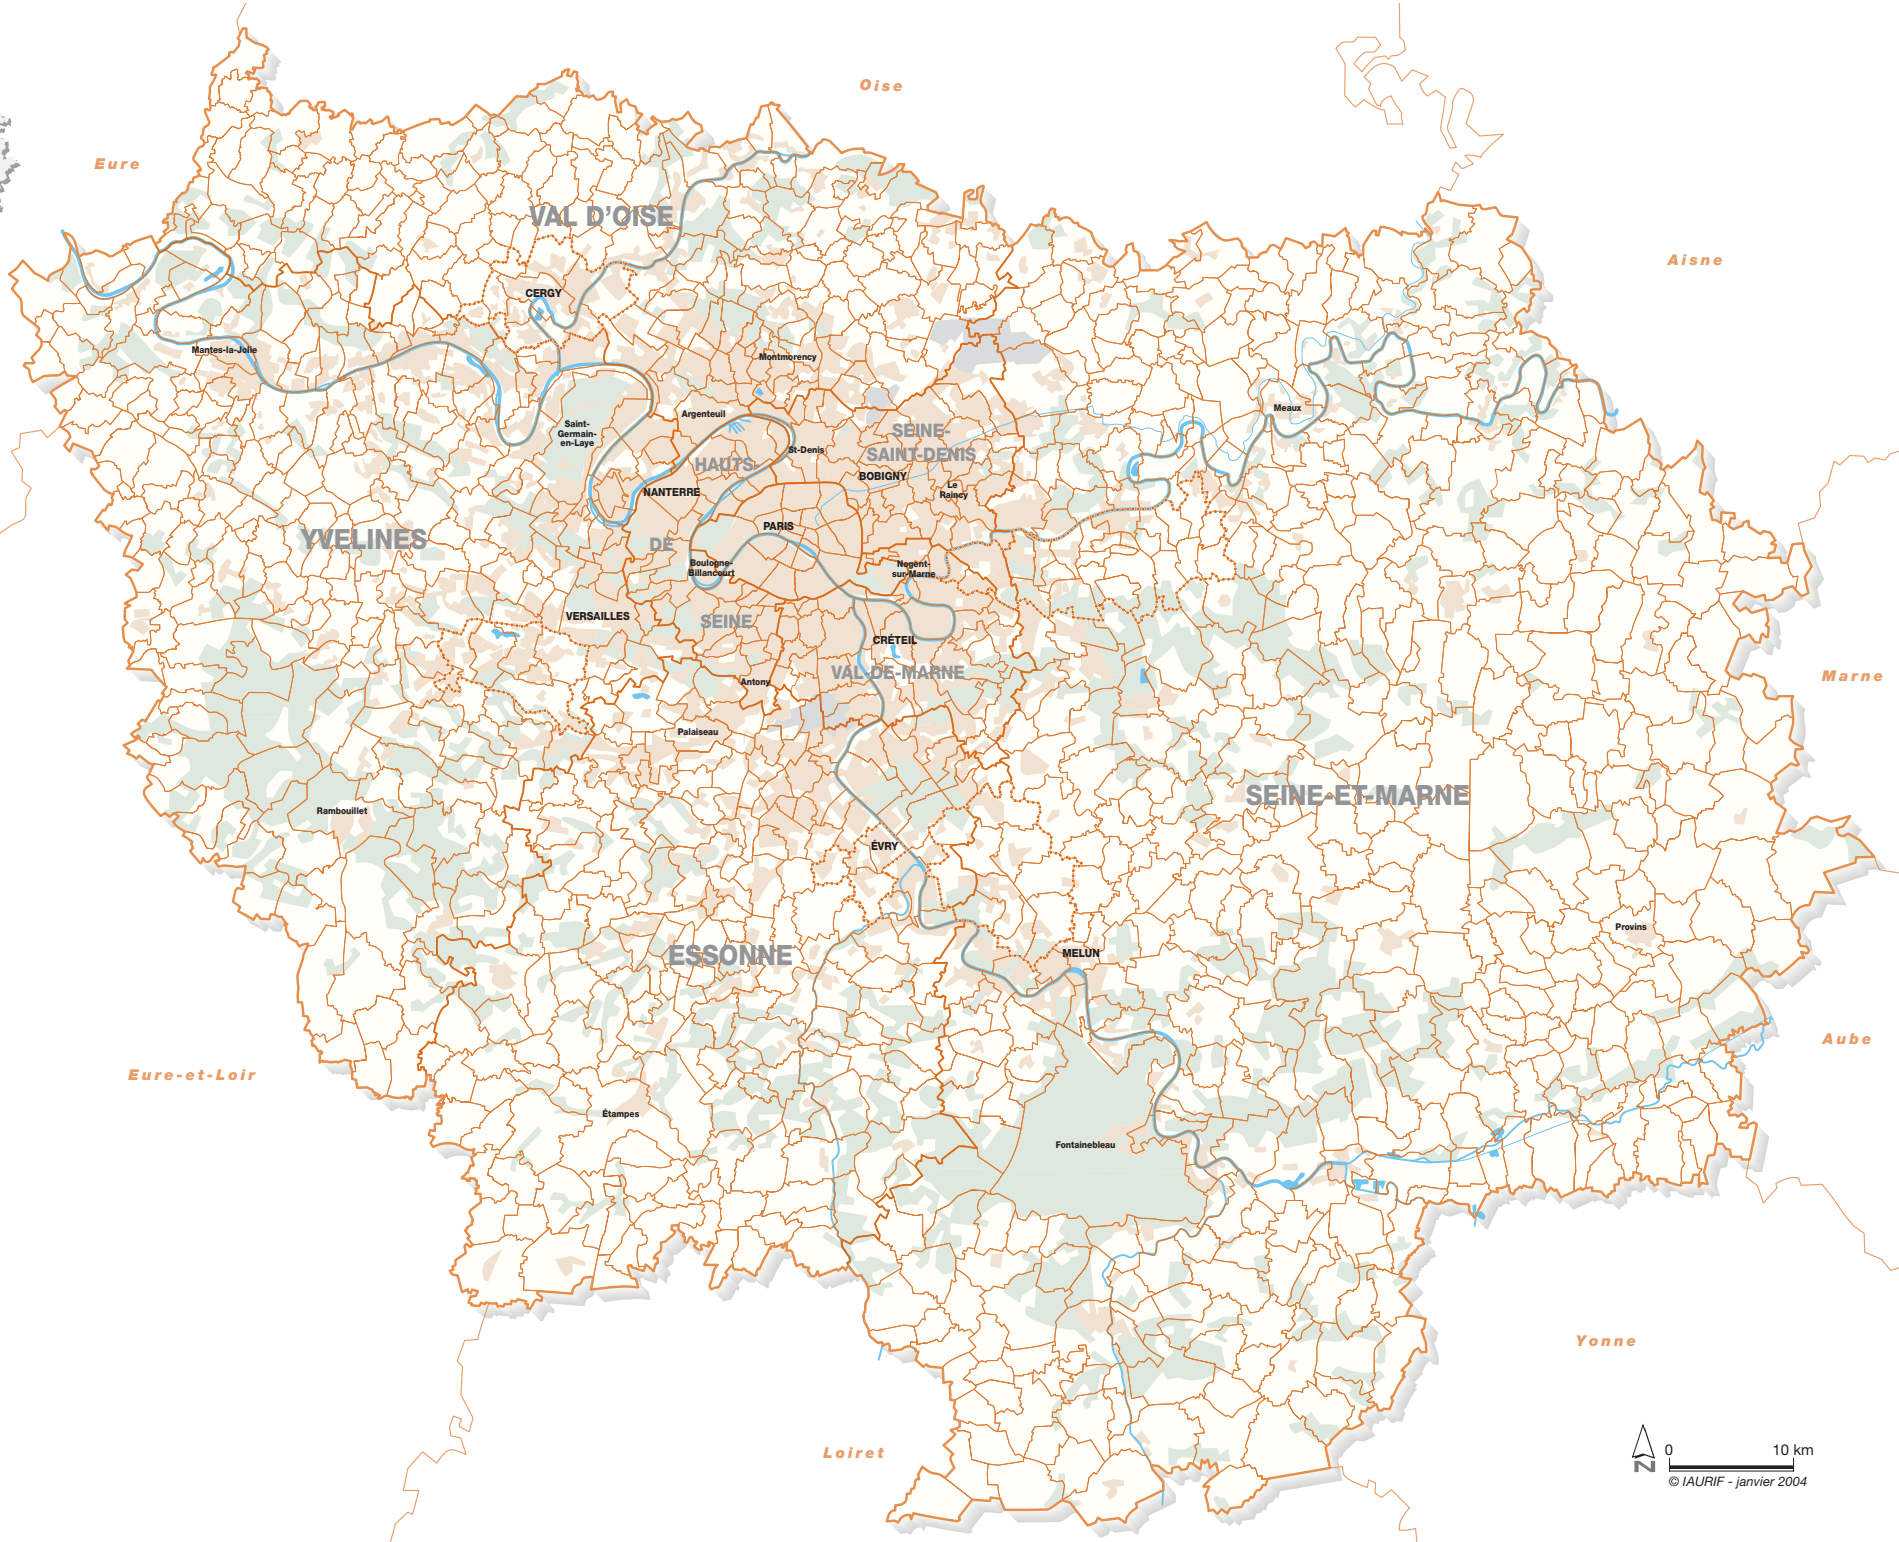 Oise
Eure
VAL D'OISE
Aisne
CERGY
Mantes-la-Jolie
Montmorency
Meaux
Argenteuil
Saint-
Germain-
en-Laye
SEINE-
SAINT-DENIS
St-Denis
HAUTS-
BOBIGNY
NANTERRE
Le
Raincy
PARIS
YVELINES
DE
Boulogne-
Billancourt
Nogent-
sur-Marne
VERSAILLES
SEINE
CRÉTEIL
VAL-DE-MARNE
Marne
Antony
Palaiseau
SEINE-ET-MARNE
Rambouillet
ÉVRY
Provins
ESSONNE
MELUN
Aube
Eure-et-Loir
Étampes
Fontainebleau
Yonne
Loiret
N
0 10 km
© IAURIF - janvier 2004